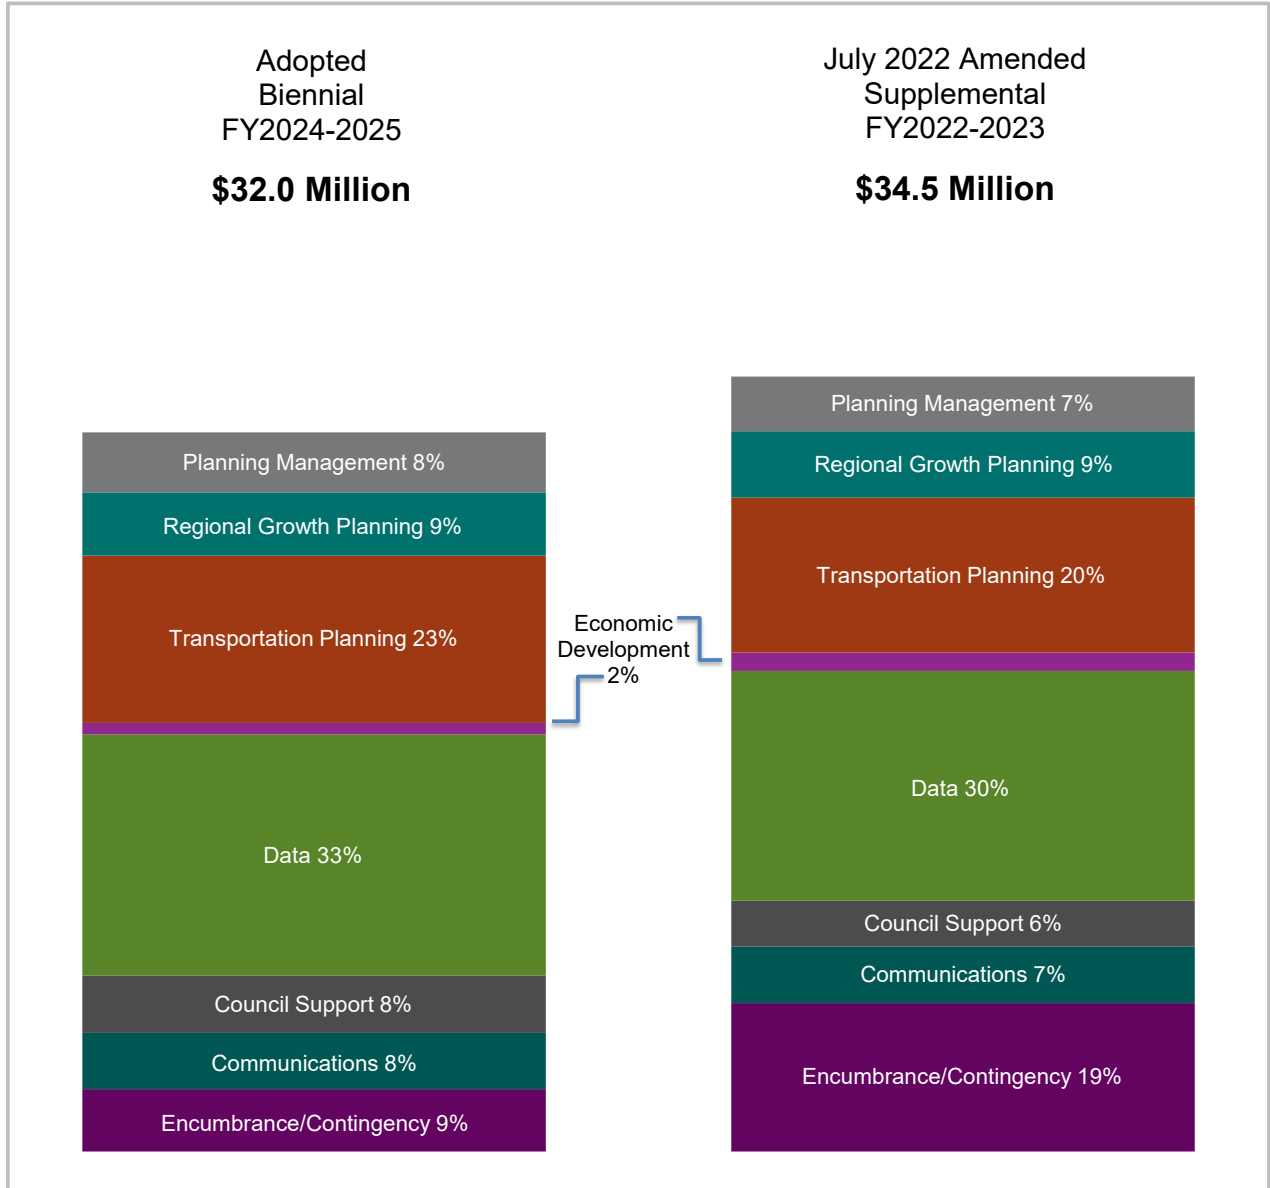 Adopted
Biennial
FY2024-2025
$32.0 Million
July 2022 Amended
Supplemental
FY2022-2023
$34.5 Million
Planning Management 8%
Regional Growth Planning 9%
Transportation Planning 23%
Data 33%
Council Support 8%
Communications 8%
Encumbrance/Contingency 9%
Economic
Development
2%
Planning Management 7%
Regional Growth Planning 9%
Transportation Planning 20%
Data 30%
Council Support 6%
Communications 7%
Encumbrance/Contingency 19%